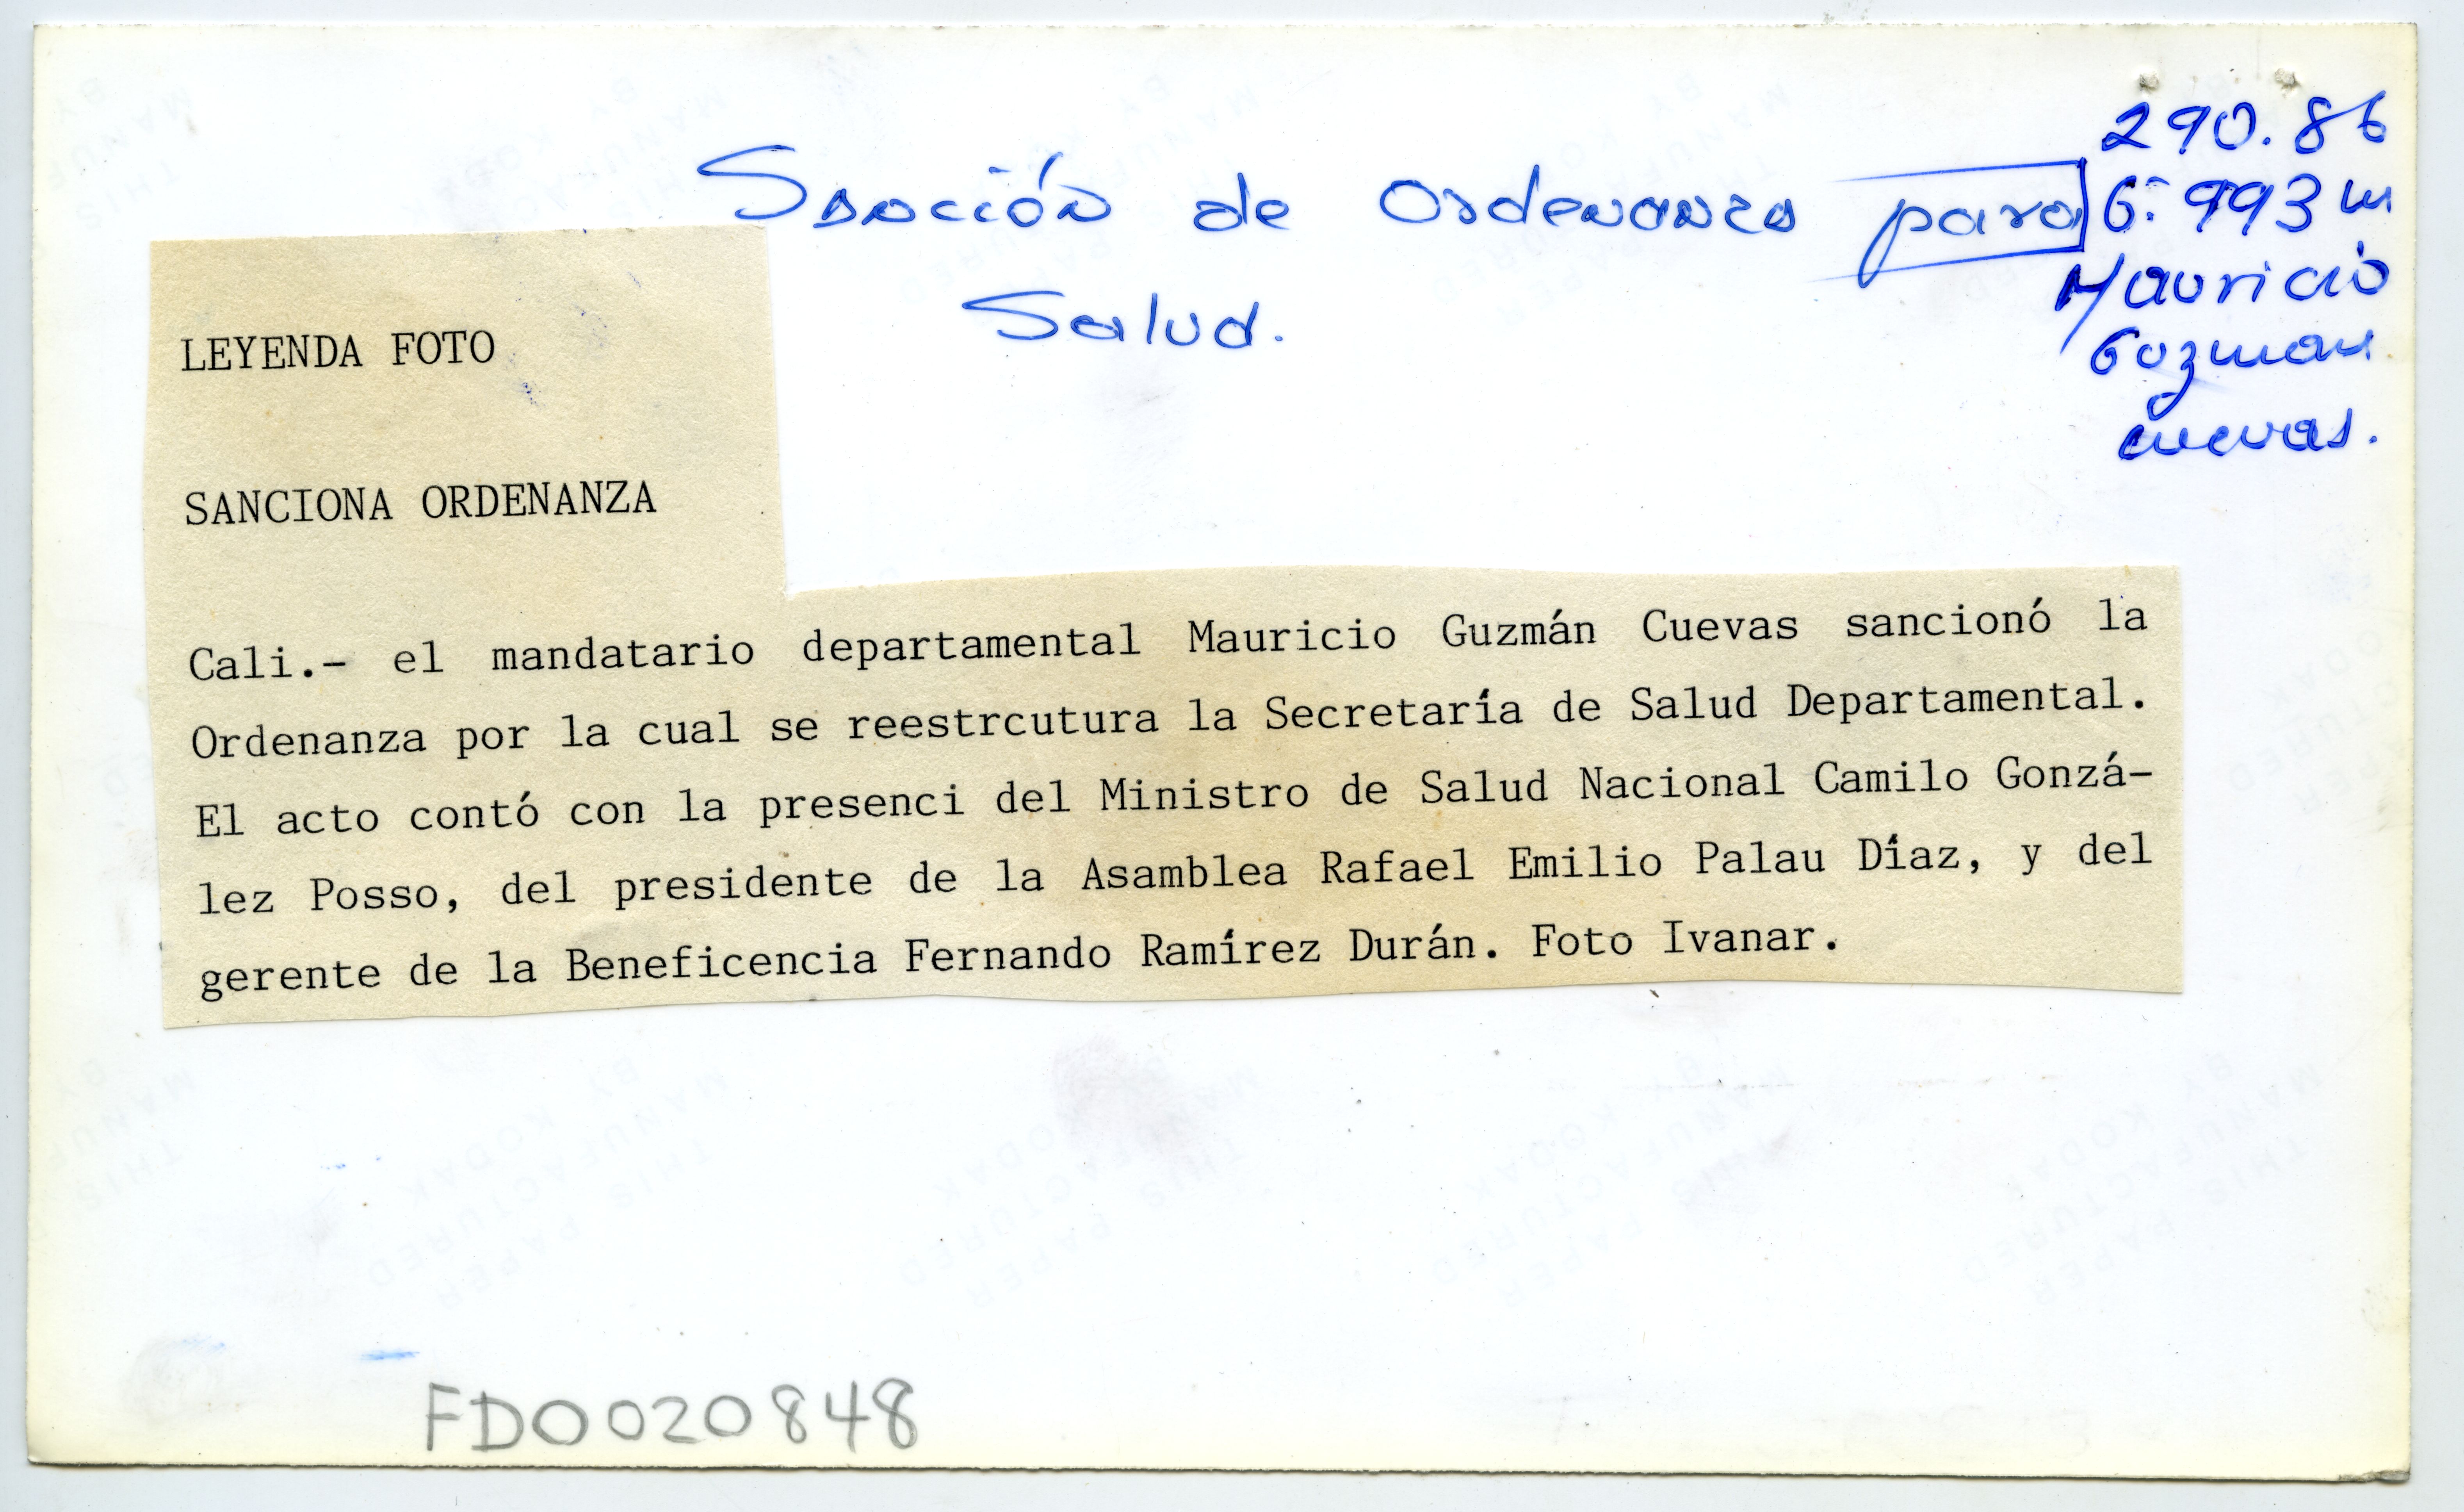 290.86
Sanción de Ordenanza para G. 993 m
Mauricio
Salud.
Guzman
cuevas.
LEYENDA FOTO
SANCIONA ORDENANZA
Cali.- el mandatario departamental Mauricio Guzmán Cuevas sancionó la
Ordenanza por la cual se reestrcutura la Secretaría de Salud Departamental.
El acto contó con la presenci del Ministro de Salud Nacional Camilo Gonzá-
lez Posso, del presidente de la Asamblea Rafael Emilio Palau Díaz, y del
gerente de la Beneficencia Fernando Ramírez Durán. Foto Ivanar.
FD0020848